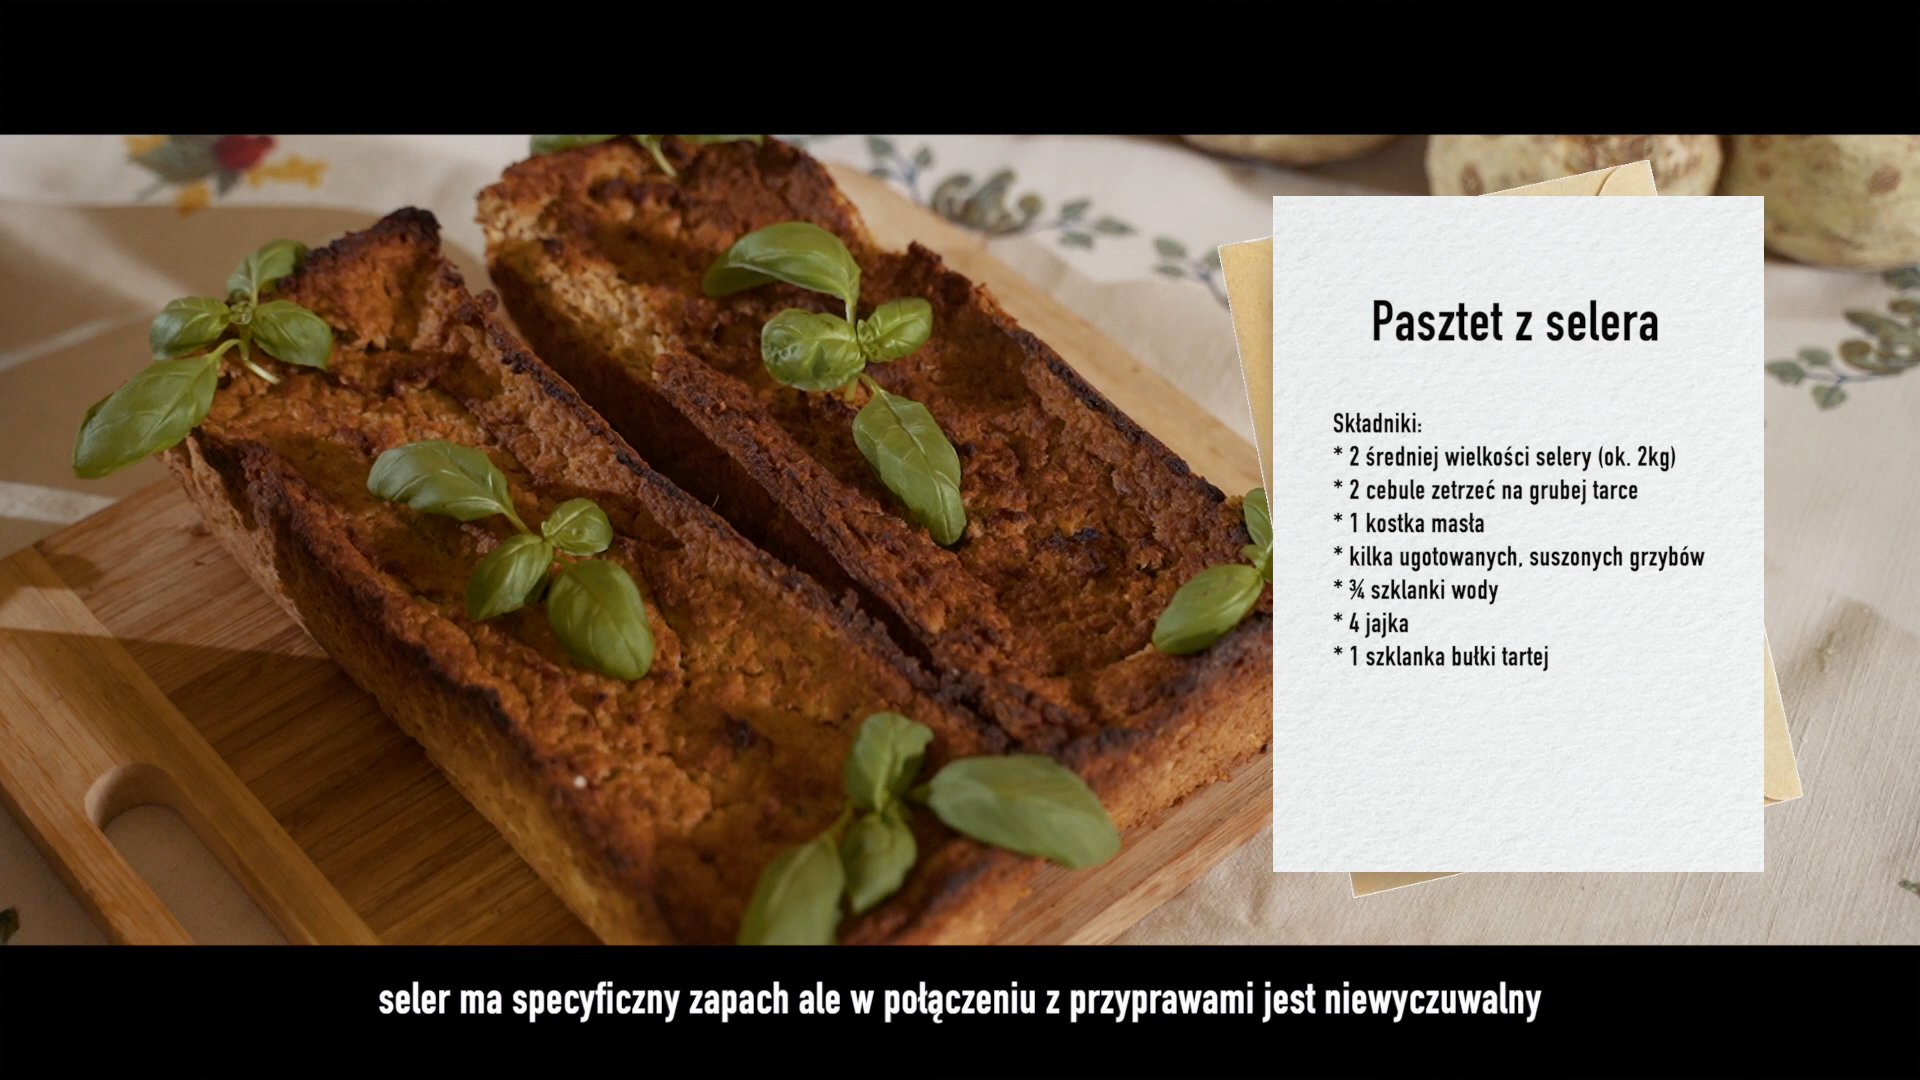 Pasztet z selera
Składniki:
* 2 średniej wielkości selery (ok. 2kg)
* 2 cebule zetrzeć na grubej tarce
* 1 kostka masła
* kilka ugotowanych, suszonych grzybów
* ¾ szklanki wody
* 4 jajka
* 1 szklanka bułki tartej
seler ma specyficzny zapach ale w połączeniu z przyprawami jest niewyczuwalny